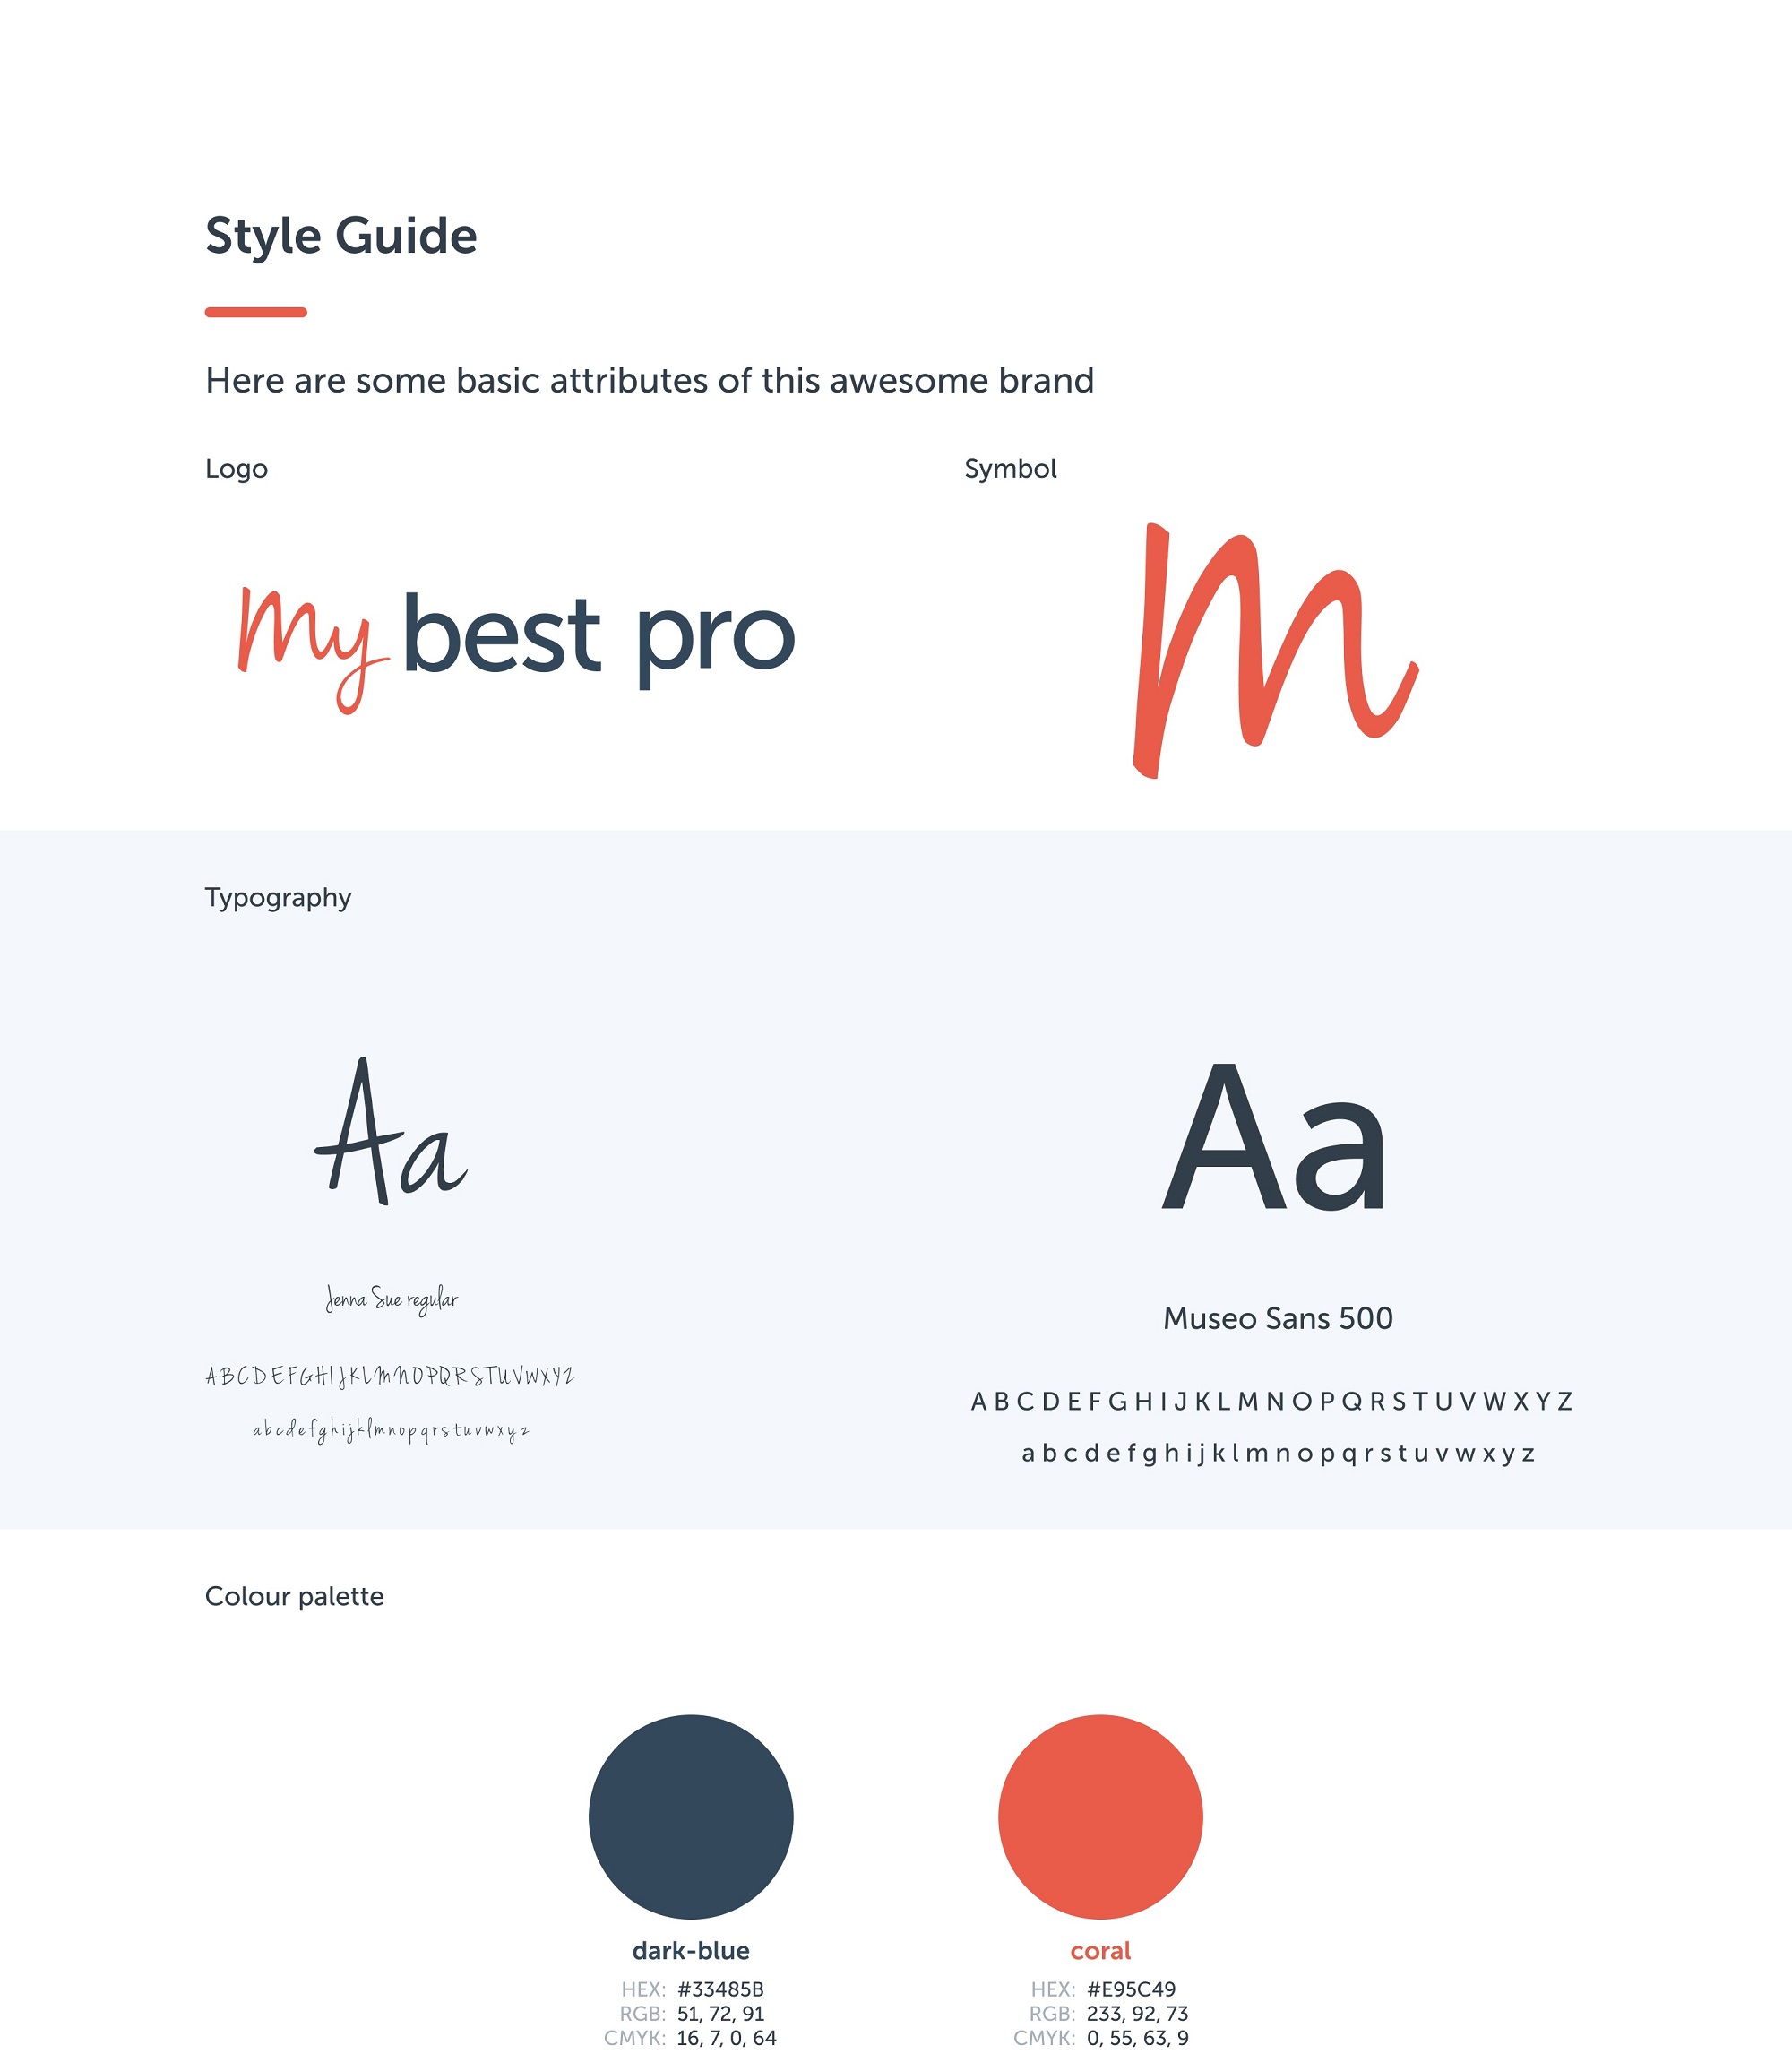 Style Guide
Here are some basic attributes of this awesome brand
Logo
Symbol
My best pro
M
Typography
Aa
Aa
Jenna Sue regular
Museo Sans 500
A B C D E F G H I J K L M N O P Q R S T U V W X Y Z
a b c d e f g h i j k l m n o p q r s t u v w x y z
A B C D E F G H I J K L M N O P Q R S T U V W X Y Z
a b c d e f g h i j k l m n o p q r s t u v w x y z
Colour palette
dark-blue
HEX: #33485B
RGB: 51, 72, 91
CMYK: 16, 7, 0, 64
coral
HEX: #E95C49
RGB: 233, 92, 73
CMYK: 0, 55, 63, 9